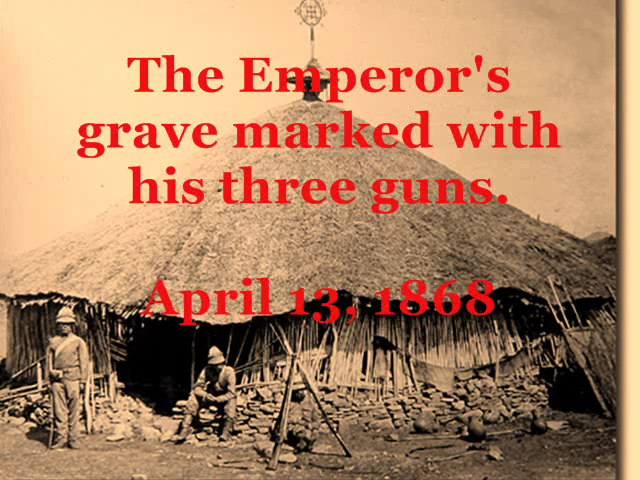 The Emperor's
grave marked with
his three guns.
April 13, 1868